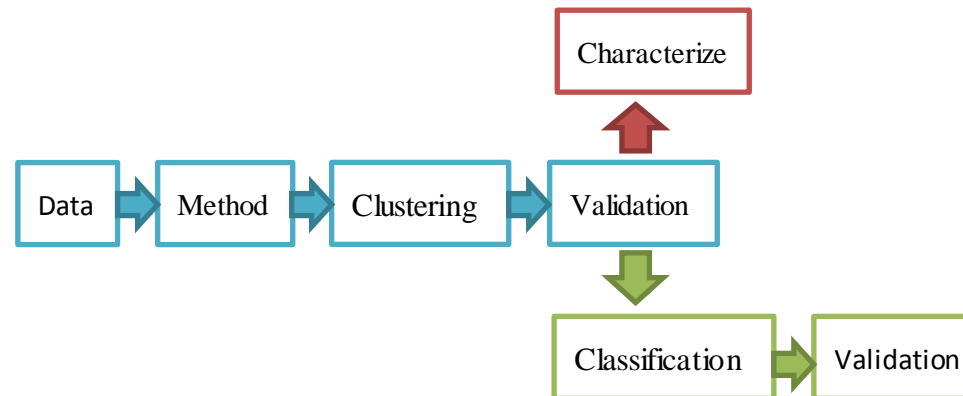 Characterize
Data
Method
Clustering
Validation
Classification
Validation